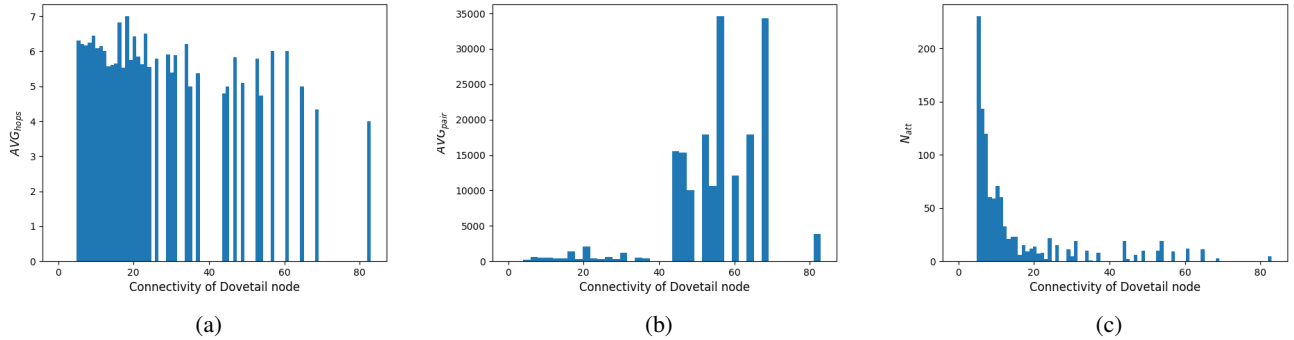 7
6
5
4
3
2
1
0
AVG_hops
0 20 40 60 80
Connectivity of Dovetail node
(a)
35000
30000
25000
20000
15000
10000
5000
0
AVG_pair
0 20 40 60 80
Connectivity of Dovetail node
(b)
200
150
100
50
0
N_att
0 20 40 60 80
Connectivity of Dovetail node
(c)